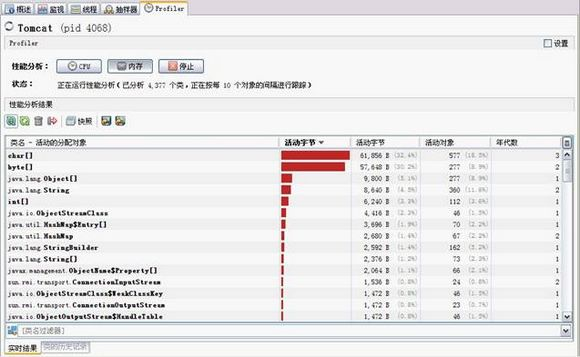 概述 监视 线程 抽样器 Profiler
Tomcat (pid 4068)
Profiler 设置
性能分析: CPU 内存 停止
状态: 正在运行性能分析 (已分析 4,377 个类,正在按每 10 个对象的间隔进行跟踪)
性能分析结果
快照
类名 - 活动的分配对象 活动字节 ▼ 活动字节 活动对象 年代数
char[] 61,856 B (32.4%) 577 (18.5%) 3
byte[] 57,648 B (30.2%) 277 (8.9%) 2
java.lang.Object[] 9,800 B (5.1%) 277 (8.9%) 2
java.lang.String 8,640 B (4.5%) 360 (11.6%) 2
int[] 6,240 B (3.3%) 112 (3.6%) 3
java.io.ObjectStreamClass 4,416 B (2.3%) 46 (1.5%) 1
java.util.HashMap$Entry[] 3,696 B (1.9%) 70 (2.2%) 1
java.util.HashMap 2,680 B (1.4%) 67 (2.2%) 1
java.lang.StringBuilder 2,592 B (1.4%) 162 (5.2%) 1
java.lang.String[] 2,376 B (1.2%) 73 (2.3%) 2
javax.management.ObjectName$Property[] 2,064 B (1.1%) 66 (2.1%) 1
sun.rmi.transport.ConnectionInputStream 1,536 B (0.8%) 24 (0.8%) 1
java.io.ObjectStreamClass$WeakClassKey 1,472 B (0.8%) 46 (1.5%) 1
sun.rmi.transport.ConnectionOutputStream 1,472 B (0.8%) 23 (0.7%) 1
java.io.ObjectOutputStream$HandleTable 1,472 B (0.8%) 46 (1.5%) 1
[类名过滤器]
实时结果 类的历史记录